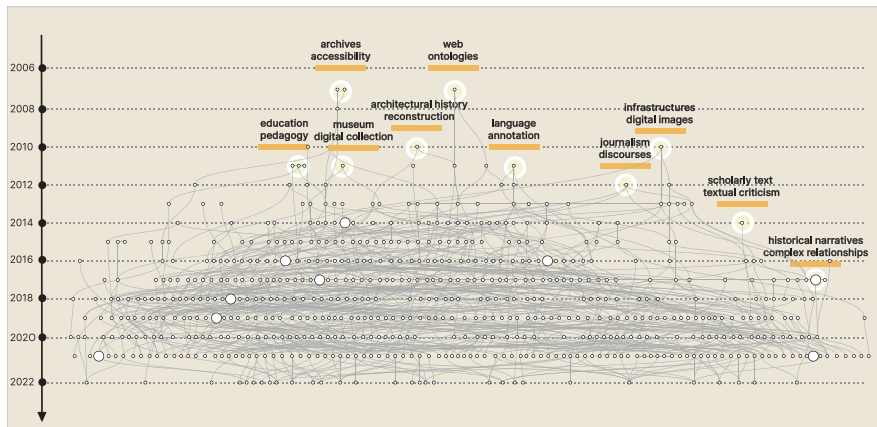 archives
accessibility
web
ontologies
2006
2008
architectural history
reconstruction
infrastructures
digital images
education
pedagogy
museum
digital collection
language
annotation
journalism
discourses
2010
2012
scholarly text
textual criticism
2014
historical narratives
complex relationships
2016
2018
2020
2022